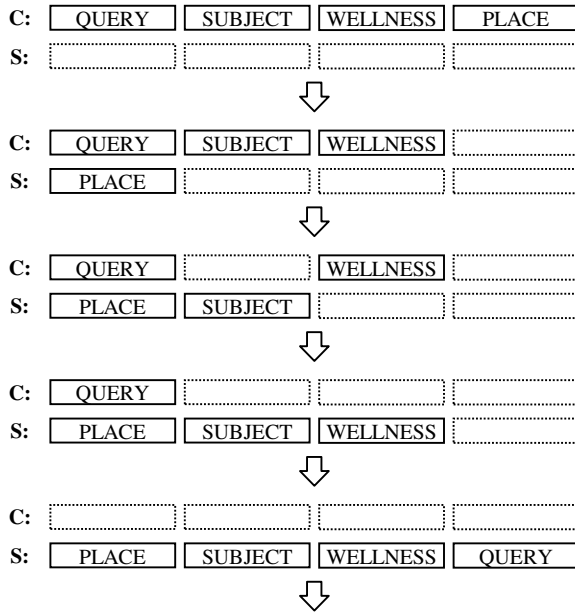 C: QUERY SUBJECT WELLNESS PLACE
S:
C: QUERY SUBJECT WELLNESS
S: PLACE
C: QUERY WELLNESS
S: PLACE SUBJECT
C: QUERY
S: PLACE SUBJECT WELLNESS
C:
S: PLACE SUBJECT WELLNESS QUERY